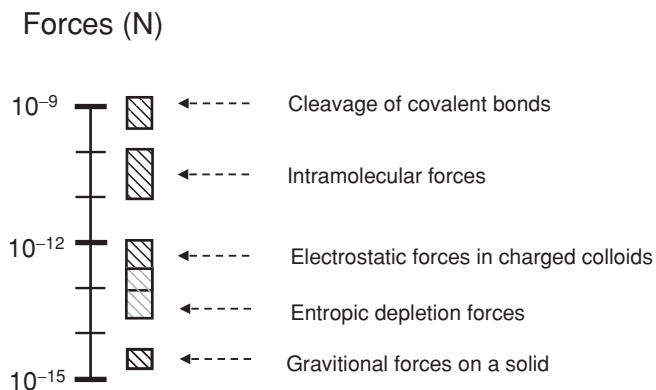 Forces (N)
10⁻⁹
Cleavage of covalent bonds
Intramolecular forces
10⁻¹²
Electrostatic forces in charged colloids
Entropic depletion forces
Gravitional forces on a solid
10⁻¹⁵